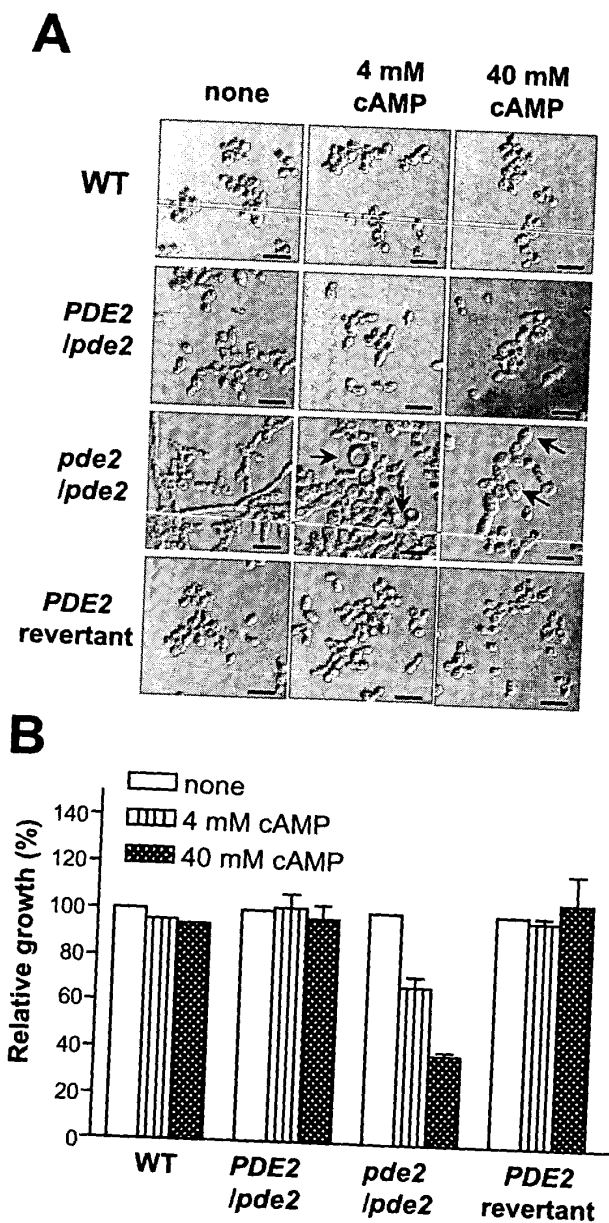 A
none
4 mM
cAMP
40 mM
cAMP
WT
PDE2
/pde2
pde2
/pde2
PDE2
revertant
B
none
4 mM cAMP
40 mM cAMP
Relative growth (%)
140
120
100
80
60
40
20
0
WT
PDE2
/pde2
pde2
/pde2
PDE2
revertant